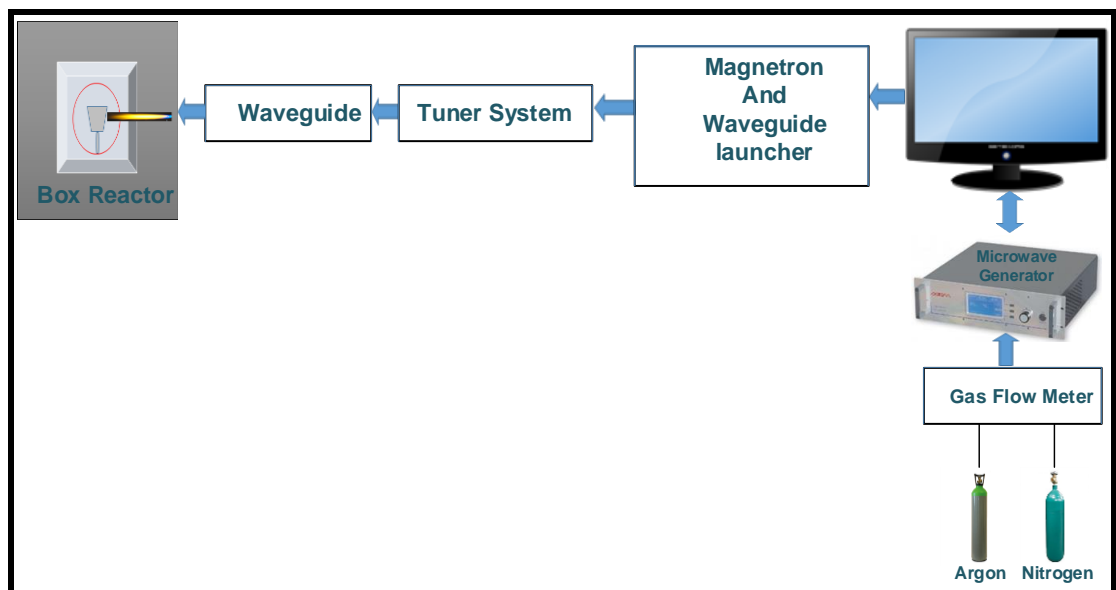 Box Reactor
Waveguide
Tuner System
Magnetron
And
Waveguide
launcher
Microwave
Generator
Gas Flow Meter
Argon
Nitrogen